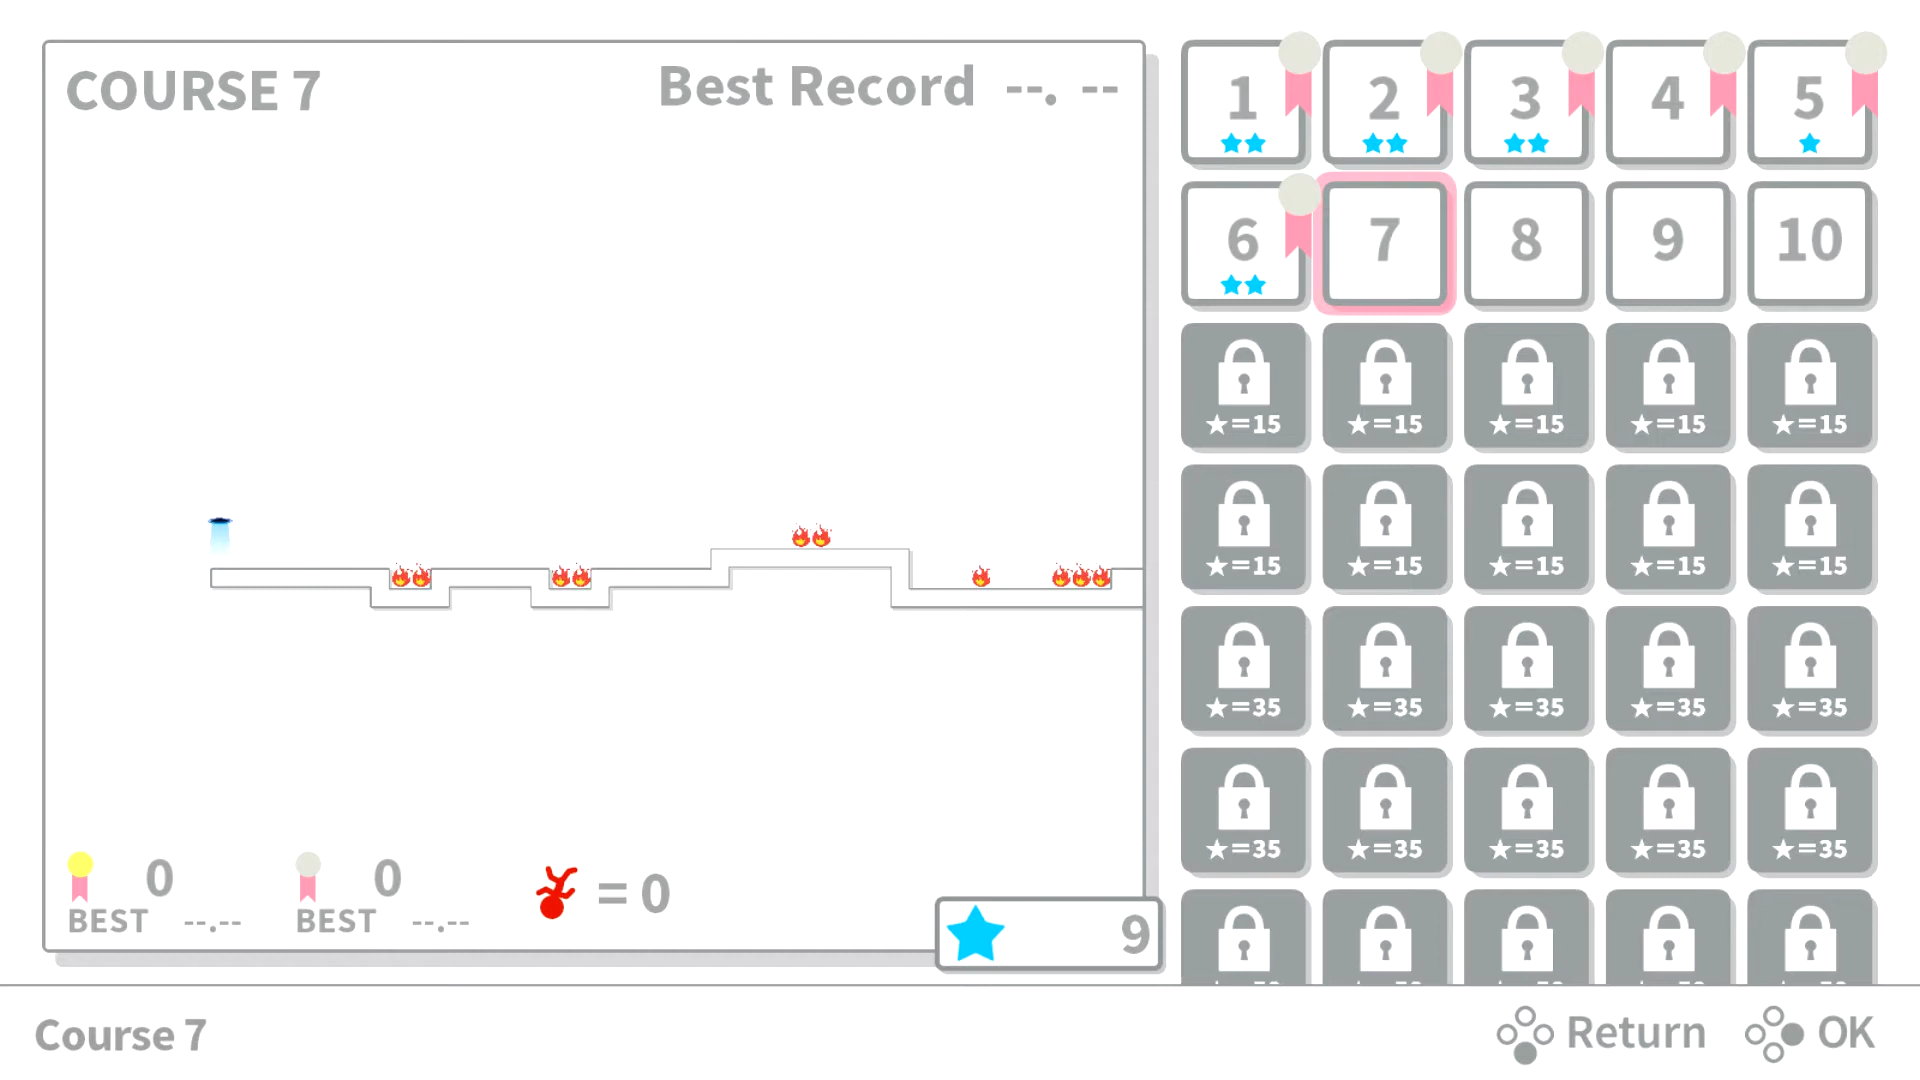 COURSE 7
Best Record --. --
1 2 3 4 5
6 7 8 9 10
★=15 ★=15 ★=15 ★=15 ★=15
★=15 ★=15 ★=15 ★=15 ★=15
★=35 ★=35 ★=35 ★=35 ★=35
★=35 ★=35 ★=35 ★=35 ★=35
0
BEST --.--
0
BEST --.--
= 0
9
Course 7
Return
OK